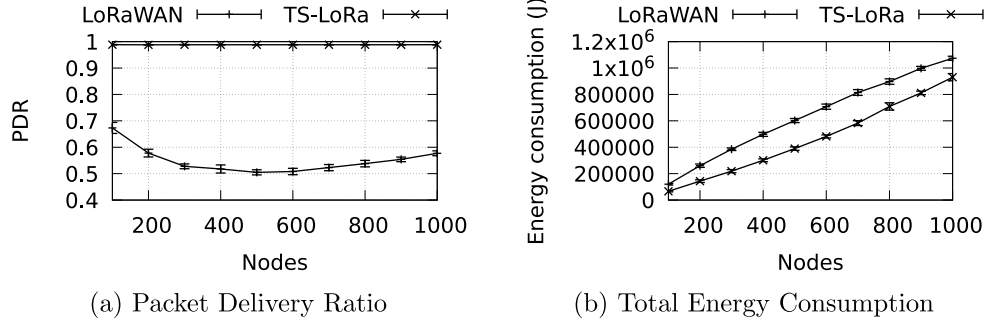 LoRaWAN TS-LoRa
1
0.9
0.8
0.7
0.6
0.5
0.4
PDR
200 400 600 800 1000
Nodes
(a) Packet Delivery Ratio
LoRaWAN TS-LoRa
1.2x10^6
1x10^6
800000
600000
400000
200000
0
Energy consumption (J)
200 400 600 800 1000
Nodes
(b) Total Energy Consumption